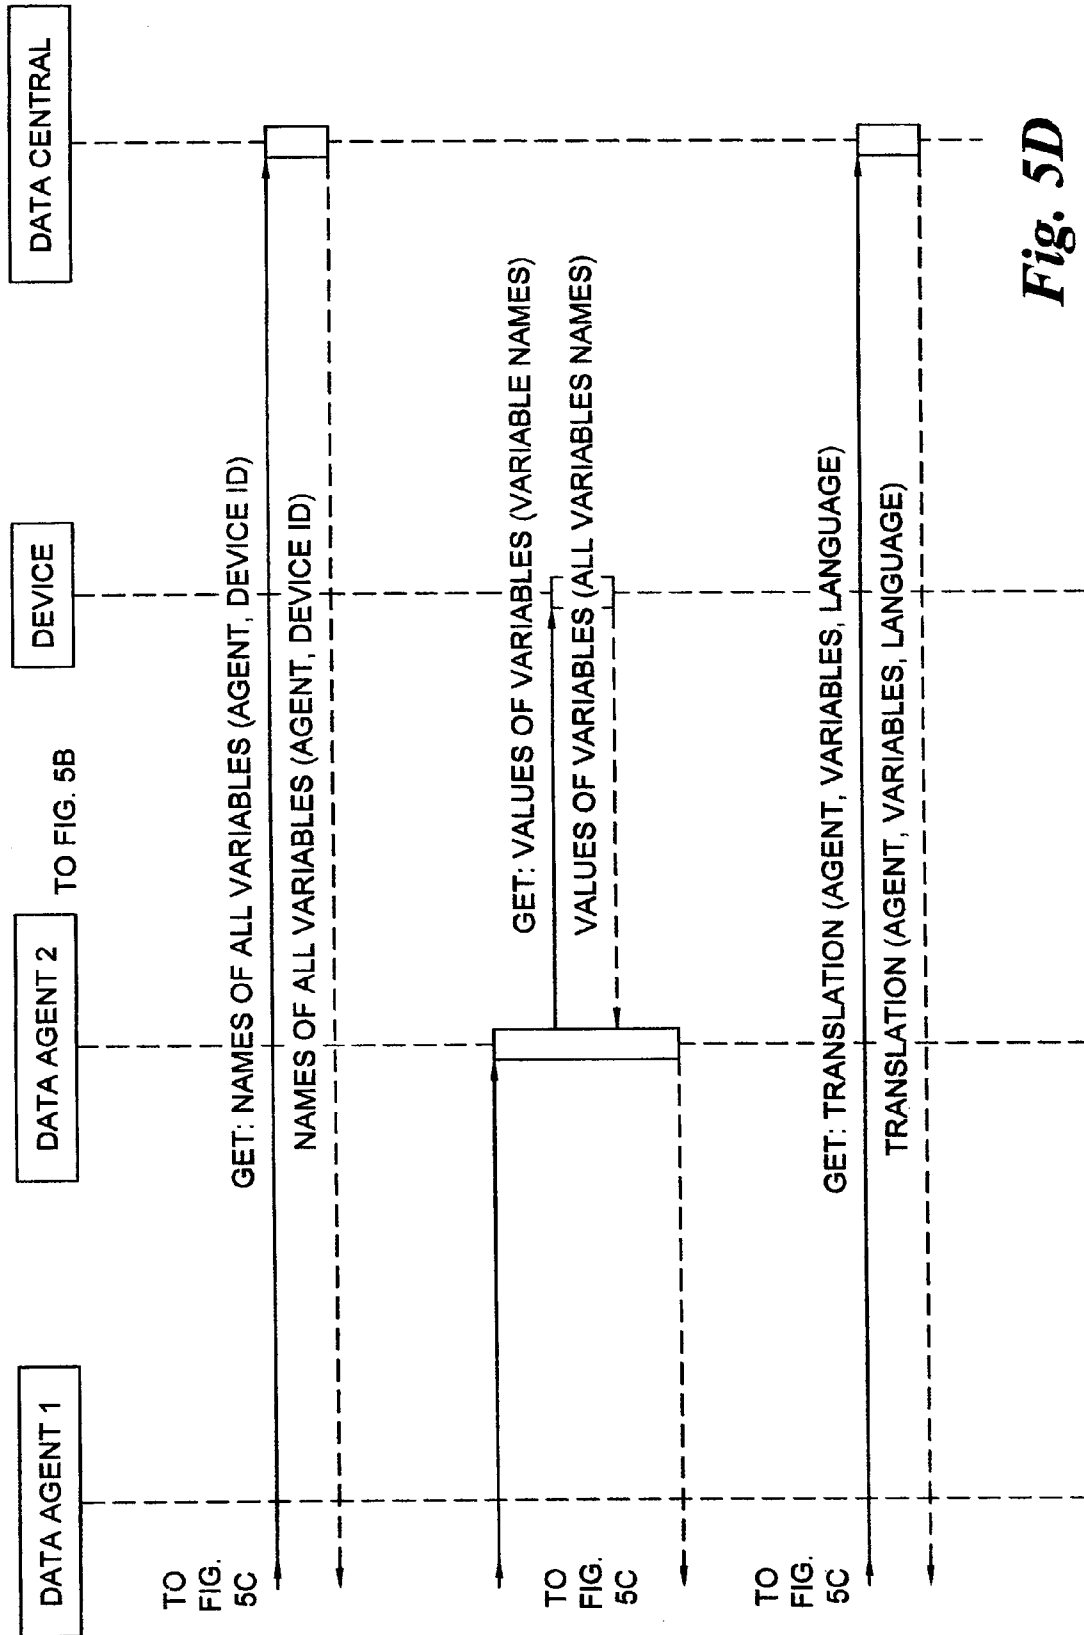 DATA AGENT 1
DATA AGENT 2
DEVICE
DATA CENTRAL
TO FIG. 5B
TO
FIG.
5C
GET: NAMES OF ALL VARIABLES (AGENT, DEVICE ID)
NAMES OF ALL VARIABLES (AGENT, DEVICE ID)
TO
FIG.
5C
GET: VALUES OF VARIABLES (VARIABLE NAMES)
VALUES OF VARIABLES (ALL VARIABLES NAMES)
TO
FIG.
5C
GET: TRANSLATION (AGENT, VARIABLES, LANGUAGE)
TRANSLATION (AGENT, VARIABLES, LANGUAGE)
Fig. 5D